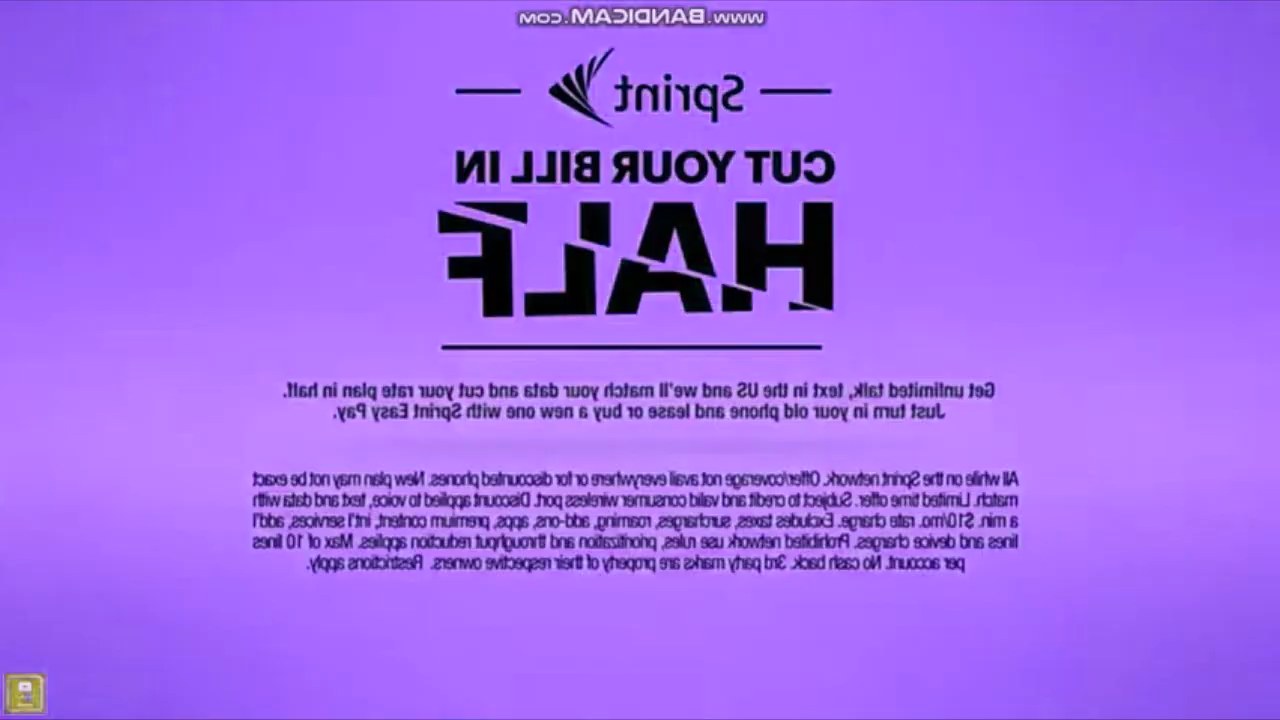 www.BANDICAM.com
Sprint
CUT YOUR BILL IN
HALF
Get unlimited talk, text in the US and we'll match your data and cut your rate plan in half.
Just turn in your old phone and lease or buy a new one with Sprint Easy Pay.
All while on the Sprint network. Offer/coverage not avail everywhere or for discounted phones. New plan may not be exact
match. Limited time offer. Subject to credit and valid consumer wireless port. Discount applied to voice, text and data with
a min. $10/mo. rate charge. Excludes taxes, surcharges, roaming, add-ons, apps, premium content, int'l services, add'l
lines and device charges. Prohibited network use rules, prioritization and throughput reduction applies. Max of 10 lines
per account. No cash back. 3rd party marks are property of their respective owners. Restrictions apply.